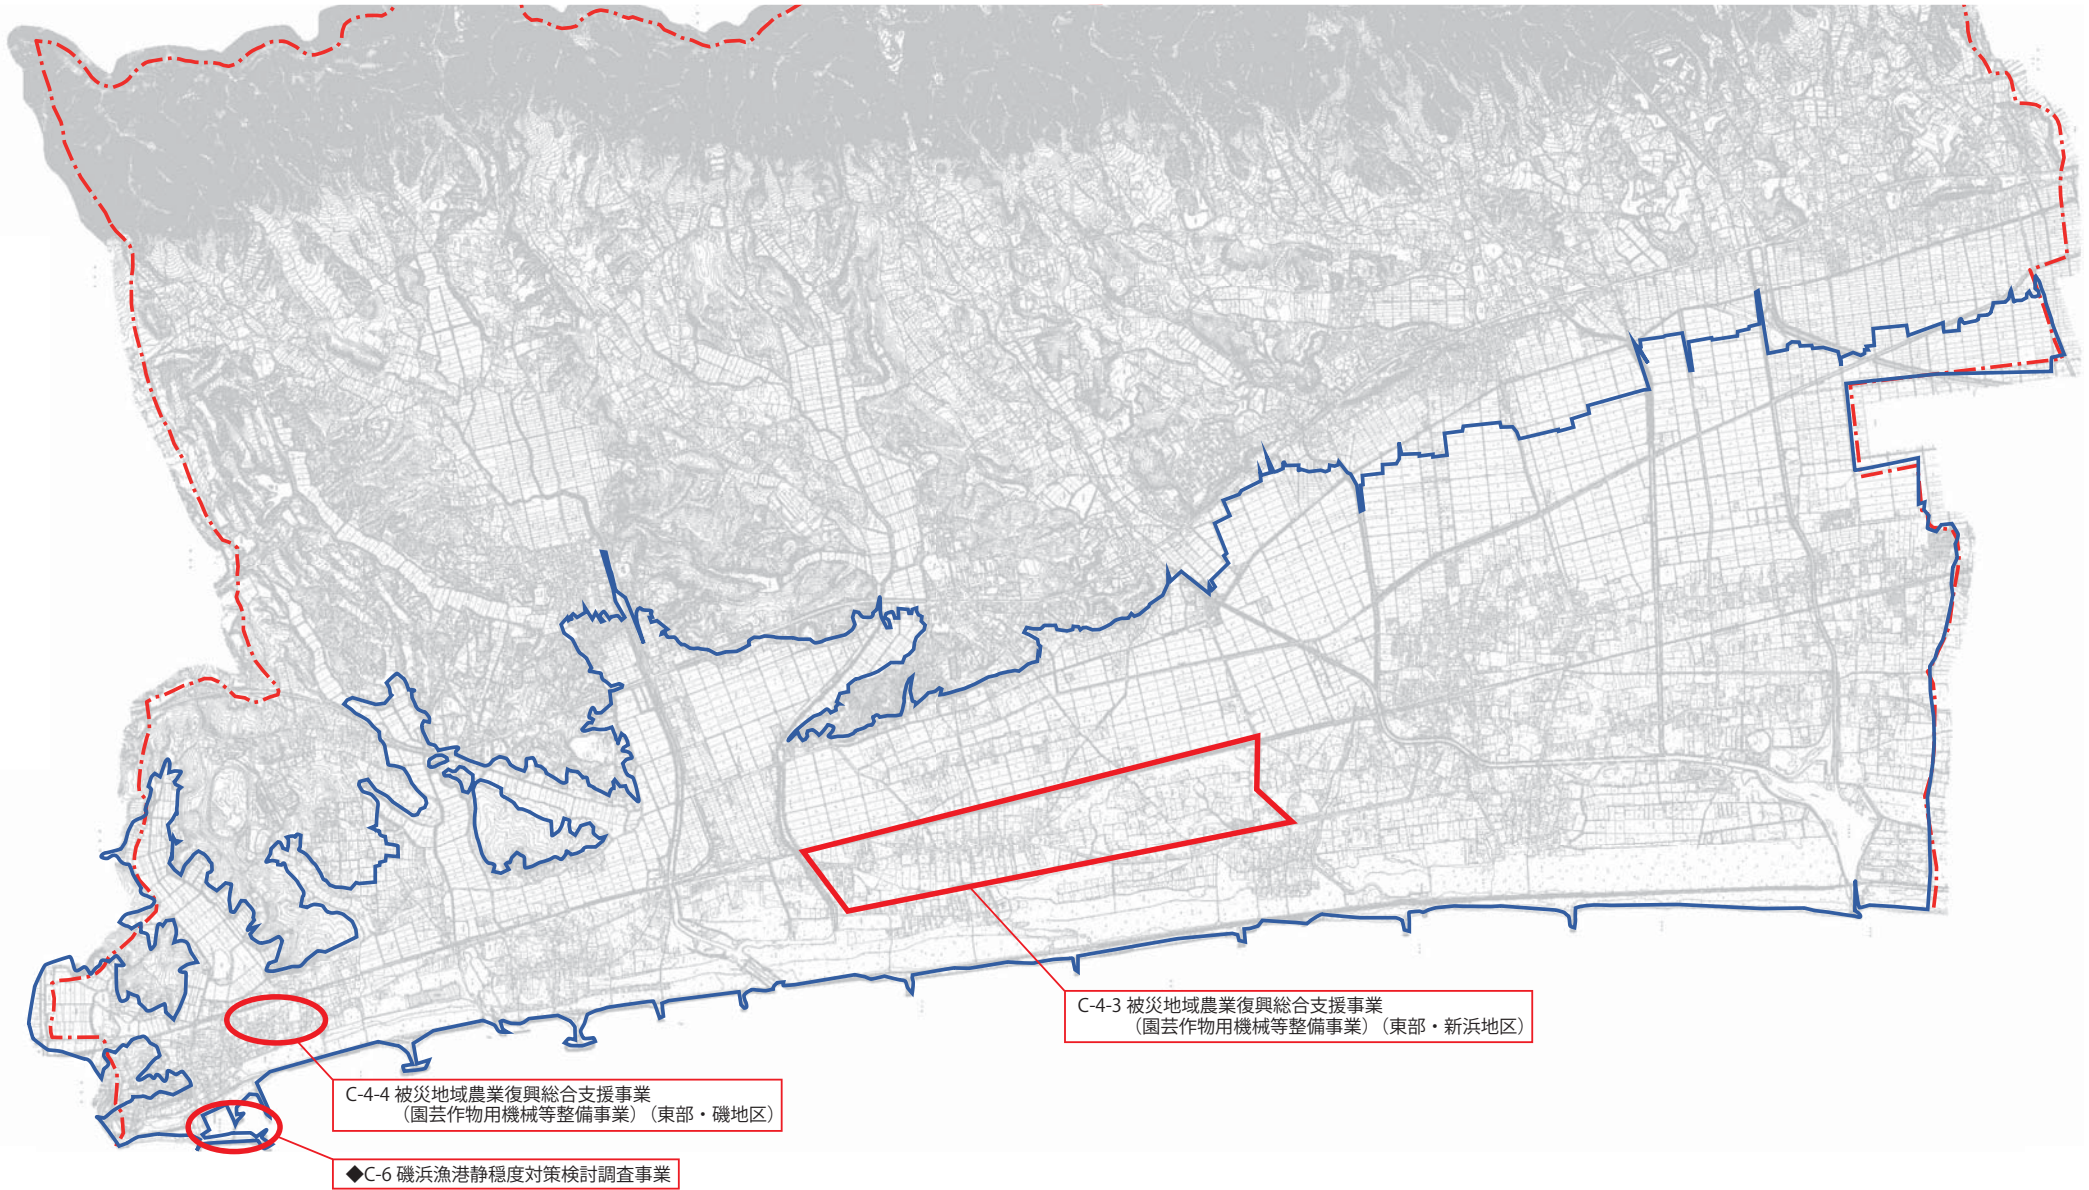 C-4-3 被災地域農業復興総合支援事業
（園芸作物用機械等整備事業）（東部・新浜地区）
C-4-4 被災地域農業復興総合支援事業
（園芸作物用機械等整備事業）（東部・磯地区）
◆C-6 磯浜漁港静穏度対策検討調査事業